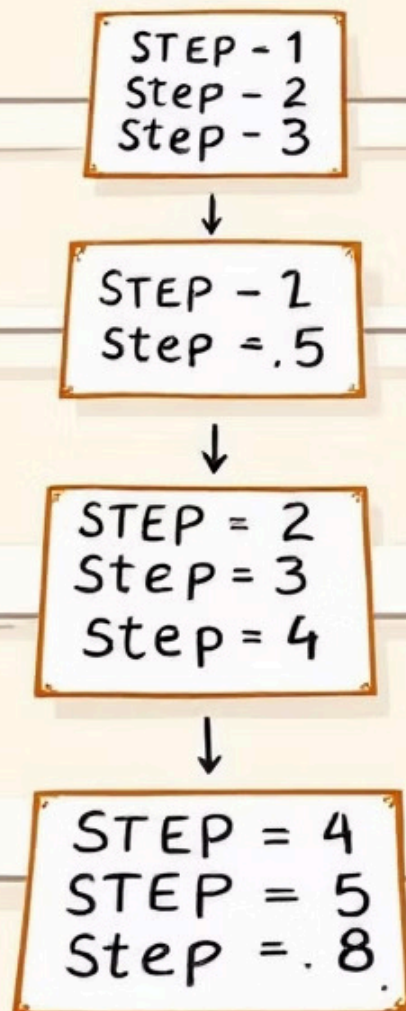 STEP - 1
Step - 2
Step - 3
STEP - 2
Step =.5
STEP = 2
Step = 3
Step = 4
STEP = 4
STEP = 5
Step =. 8.